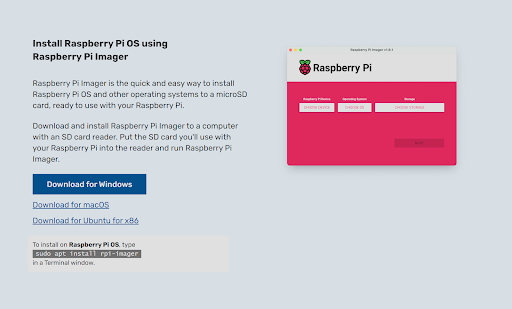 Install Raspberry Pi OS using
Raspberry Pi Imager
Raspberry Pi Imager is the quick and easy way to install
Raspberry Pi OS and other operating systems to a microSD
card, ready to use with your Raspberry Pi.
Download and install Raspberry Pi Imager to a computer
with an SD card reader. Put the SD card you'll use with
your Raspberry Pi into the reader and run Raspberry Pi
Imager.
Download for Windows
Download for macOS
Download for Ubuntu for x86
To install on Raspberry Pi OS, type
sudo apt install rpi-imager
in a Terminal window.
Raspberry Pi Imager
Raspberry Pi
Raspberry Pi Device
Operating System
Storage
CHOOSE DEVICE
CHOOSE OS
CHOOSE STORAGE